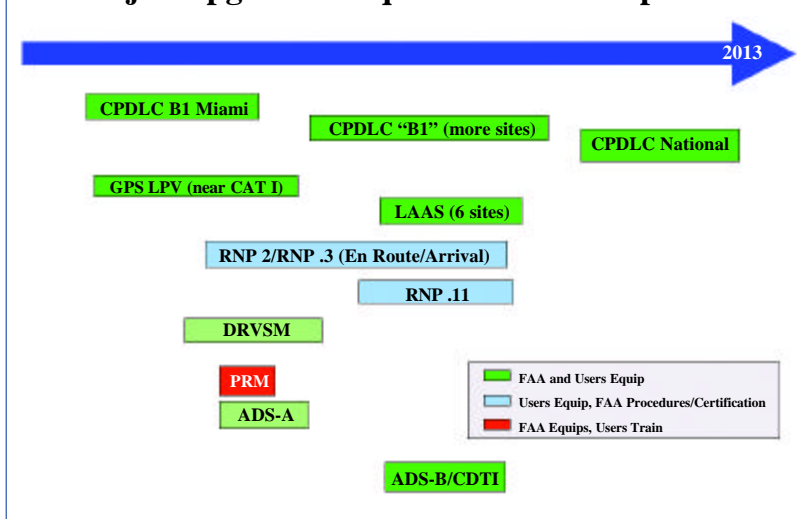 2013
CPDLC B1 Miami
CPDLC “B1” (more sites)
CPDLC National
GPS LPV (near CAT I)
LAAS (6 sites)
RNP 2/RNP .3 (En Route/Arrival)
RNP .11
DRVSM
PRM
ADS-A
ADS-B/CDTI
FAA and Users Equip
Users Equip, FAA Procedures/Certification
FAA Equips, Users Train